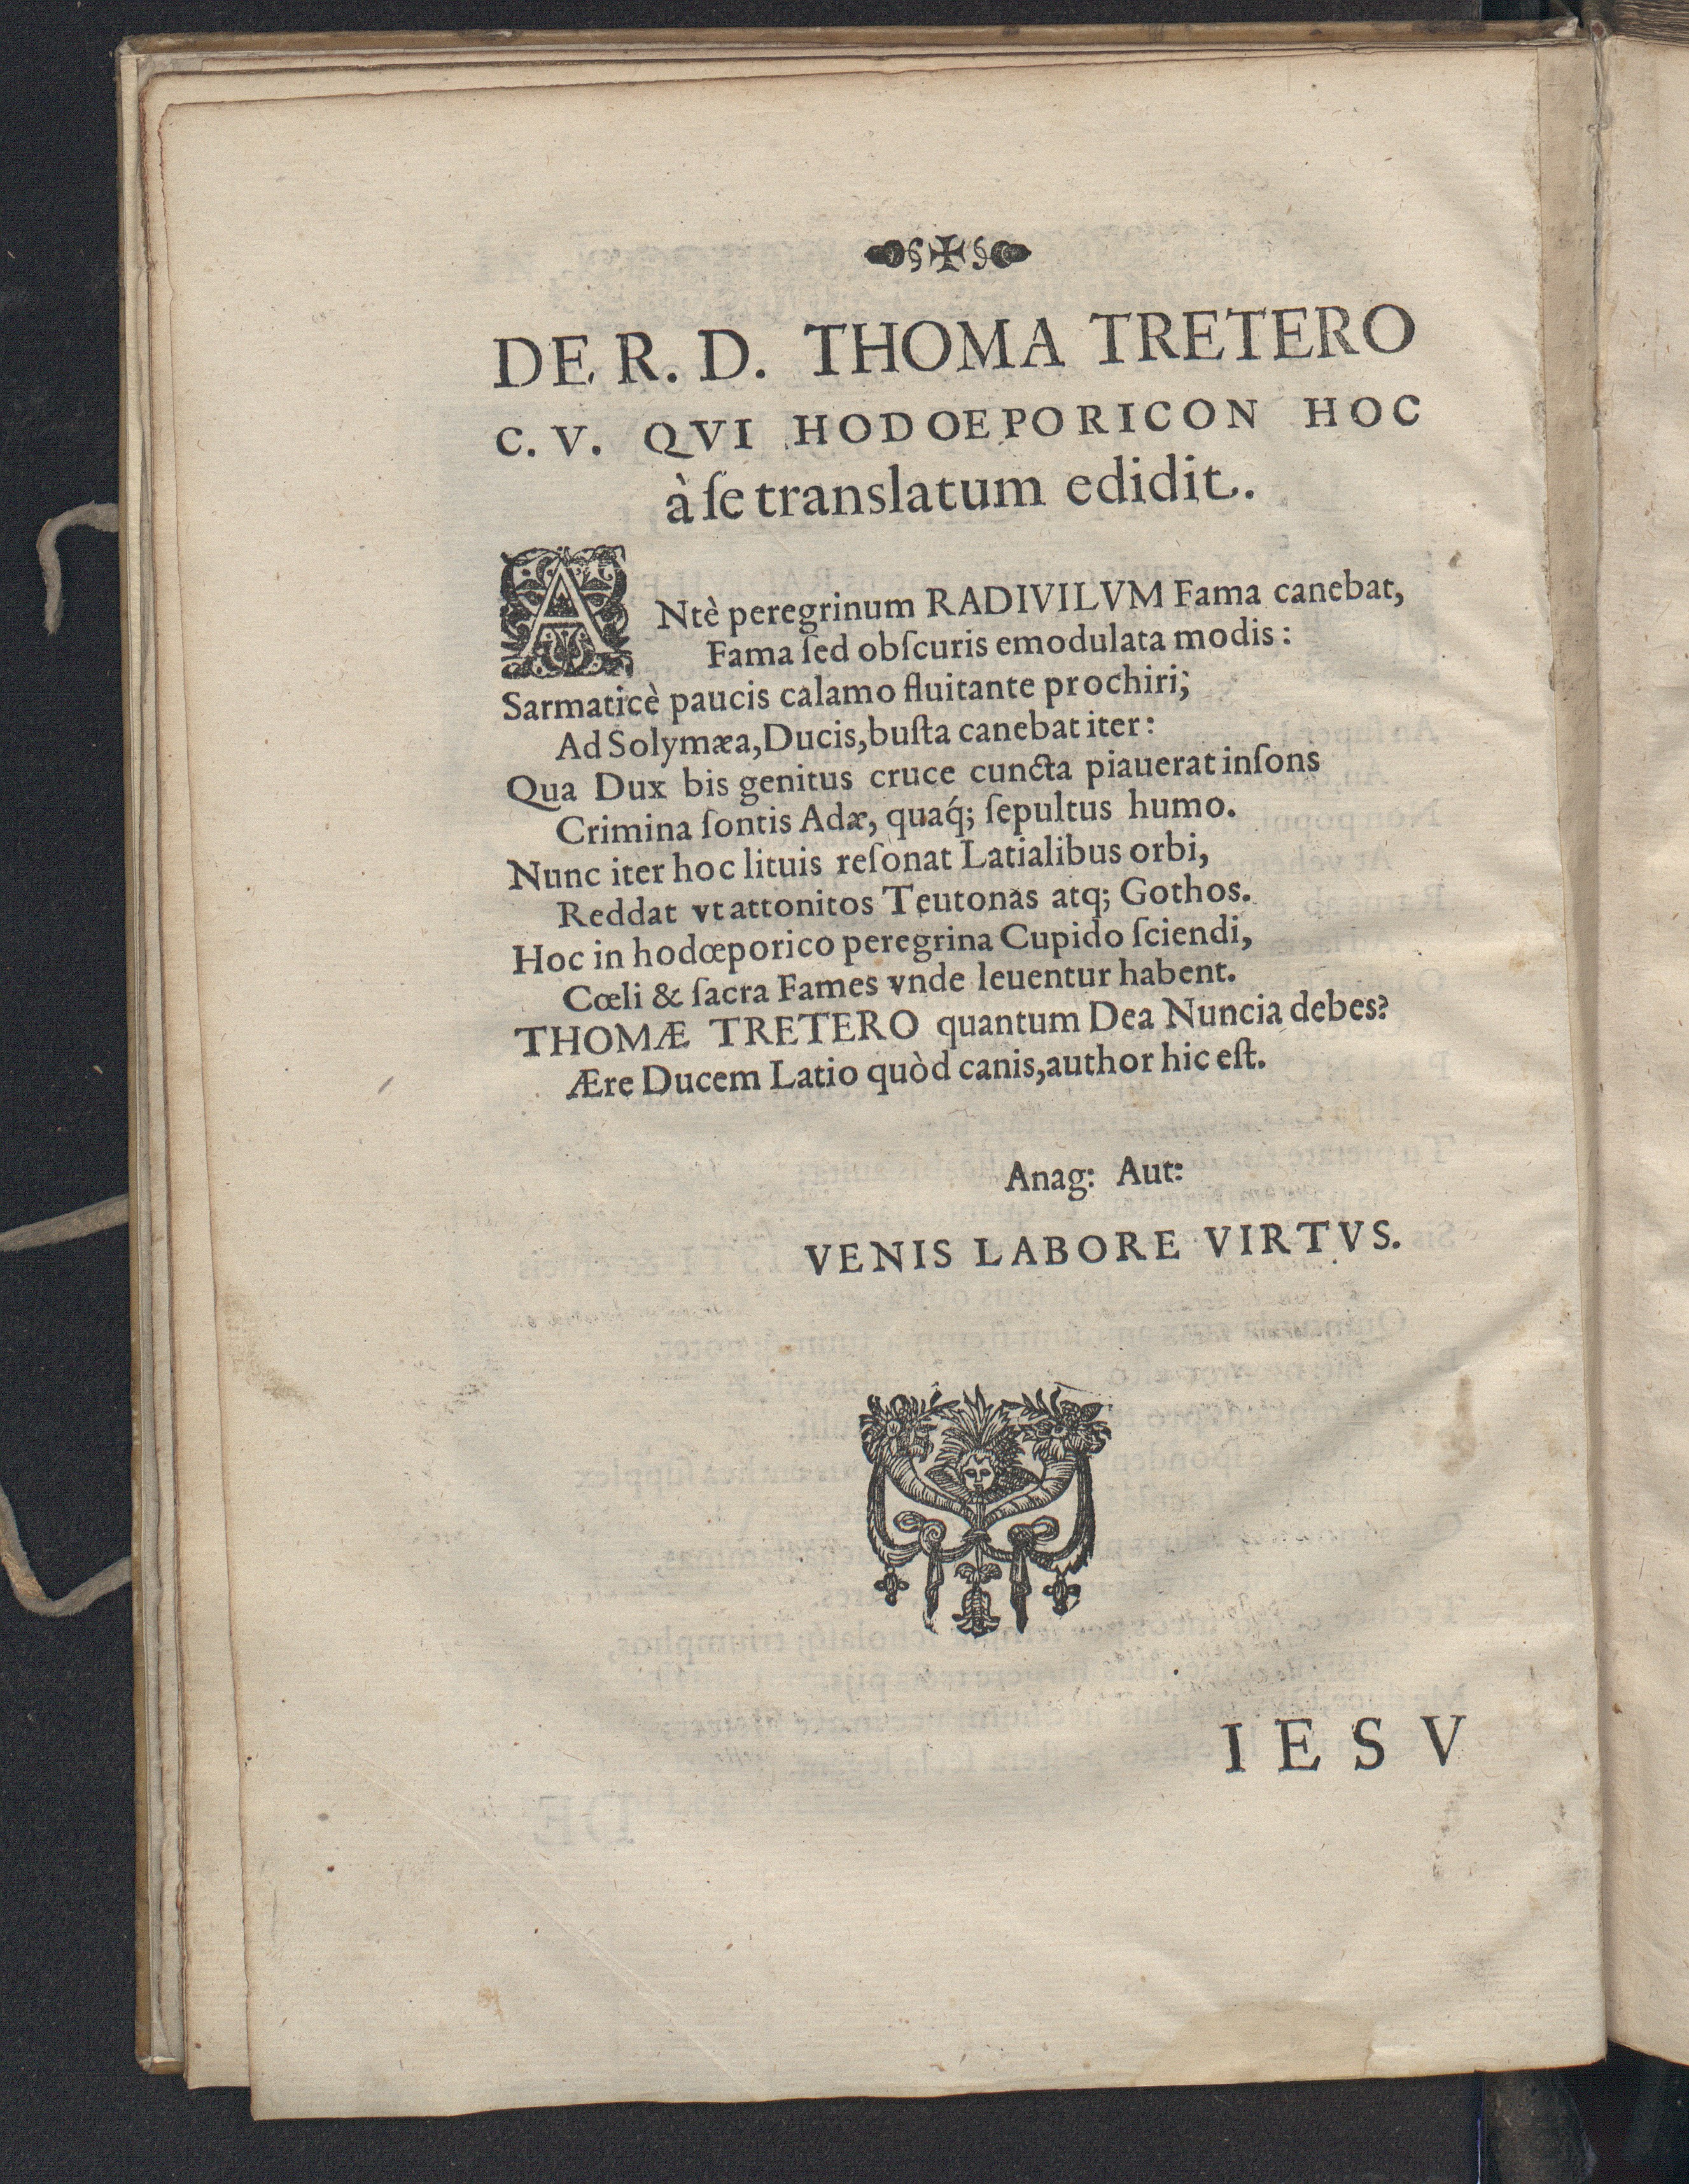 DE R. D. THOMA TRETERO
C. V. QVI HODOEPORICON HOC
à ſe translatum edidit.
ANtè peregrinum RADIVILVM Fama canebat,
Fama ſed obſcuris emodulata modis:
Sarmaticè paucis calamo fluitante prochiri;
Ad Solymæa, Ducis, buſta canebat iter:
Qua Dux bis genitus cruce cuncta piauerat inſons
Crimina ſontis Adæ, quaq́; ſepultus humo.
Nunc iter hoc lituis reſonat Latialibus orbi,
Reddat vt attonitos Teutonas atq; Gothos.
Hoc in hodœporico peregrina Cupido ſciendi,
Cœli & ſacra Fames vnde leuentur habent.
THOMÆ TRETERO quantum Dea Nuncia debes?
Ære Ducem Latio quòd canis, author hic eſt.
Anag: Aut:
VENIS LABORE VIRTVS.
IESV